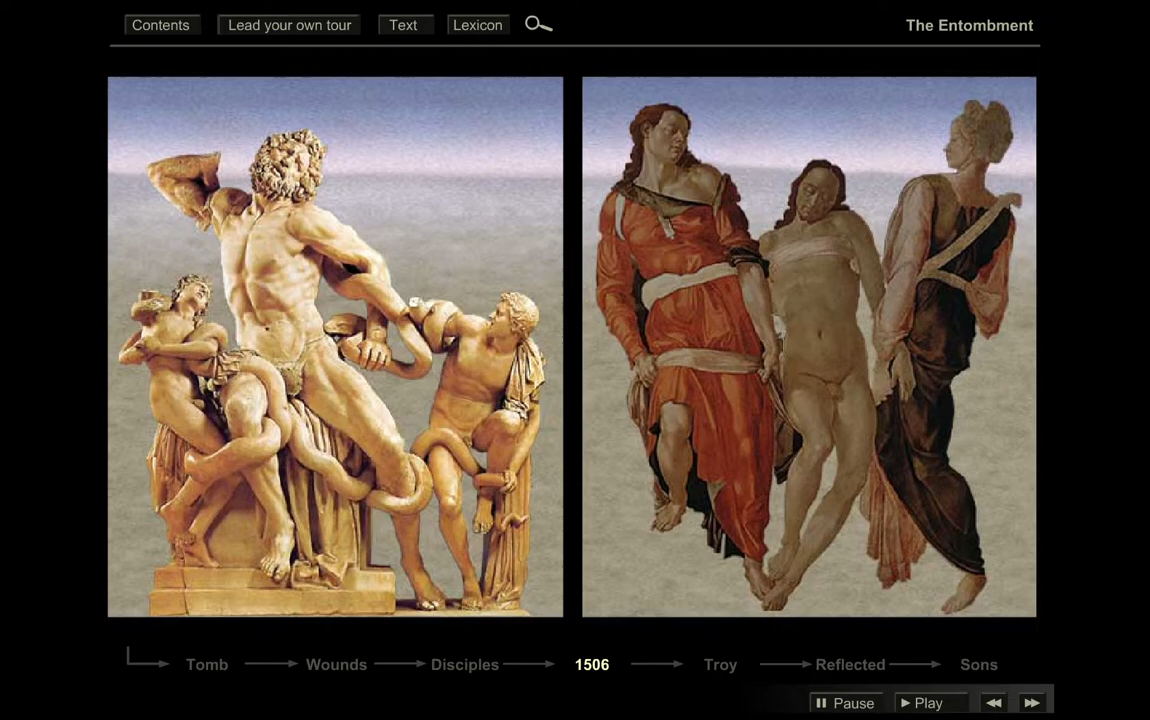 Contents Lead your own tour Text Lexicon The Entombment
Tomb Wounds Disciples 1506 Troy Reflected Sons
Pause Play